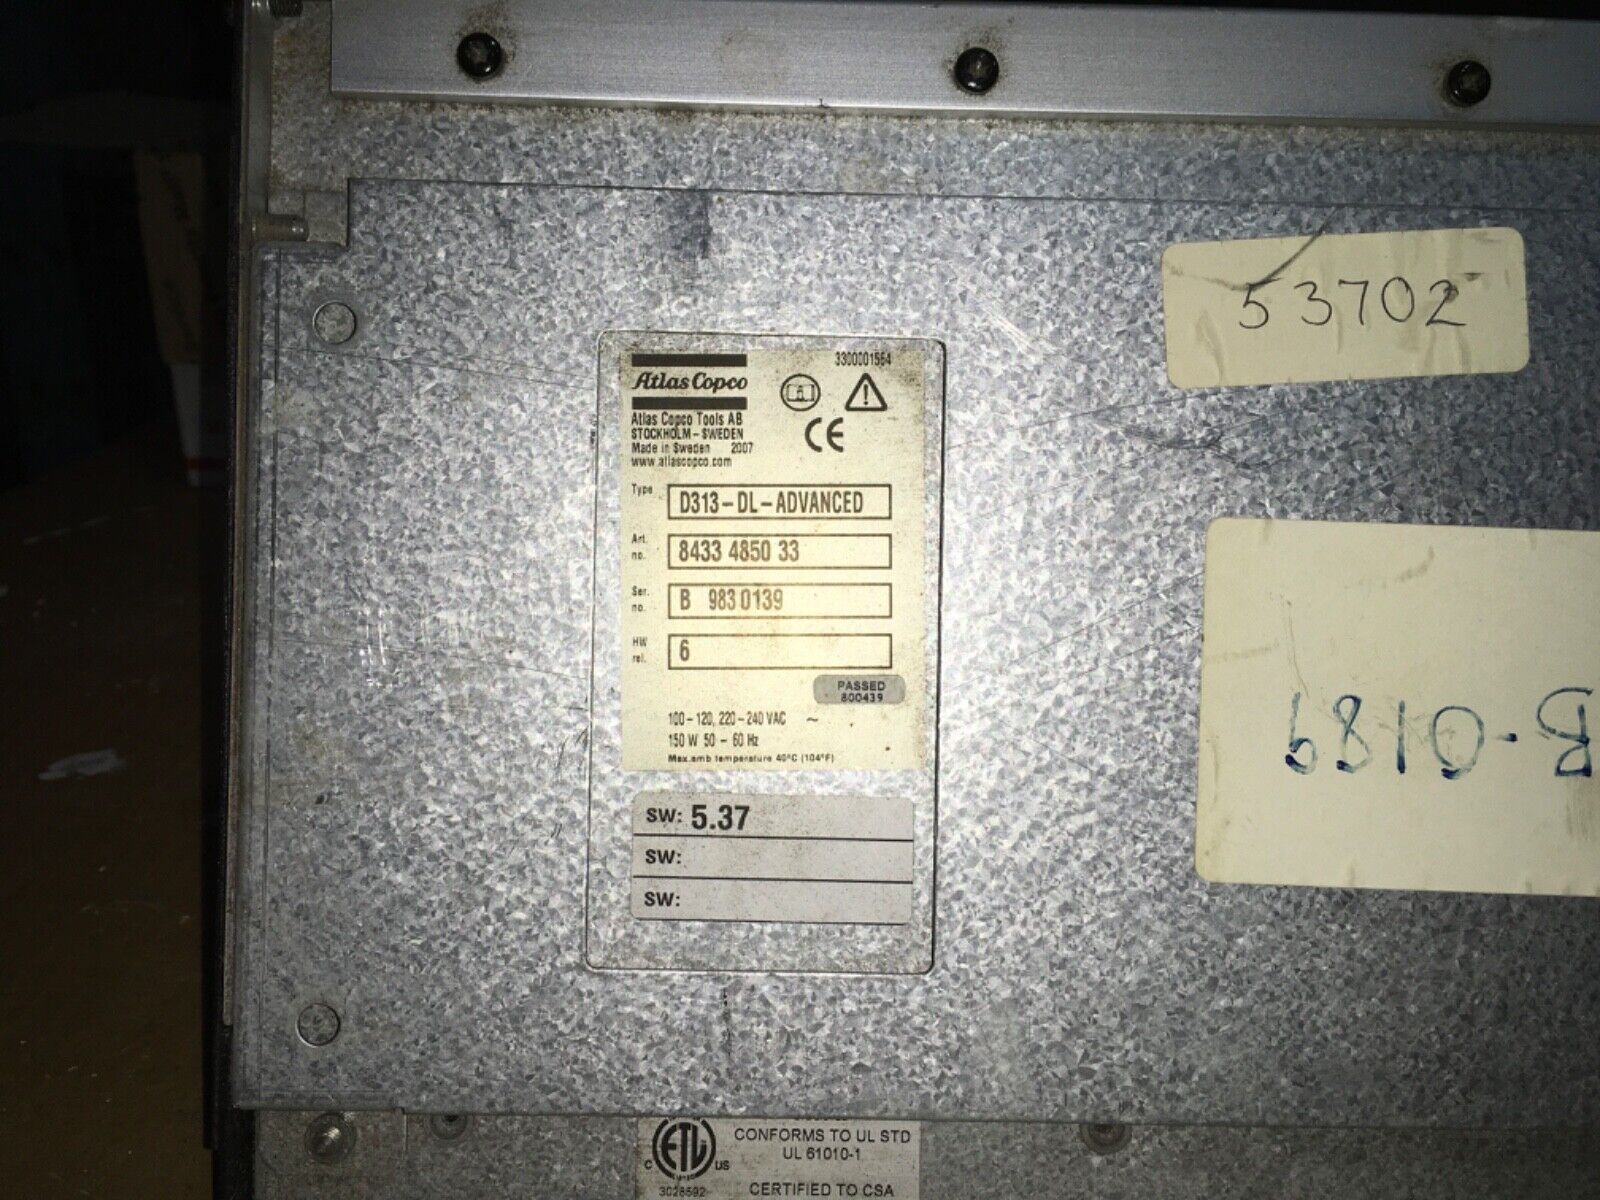 3300001564
Atlas Copco
CE
Atlas Copco Tools AB
STOCKHOLM - SWEDEN
Made in Sweden 2007
www.atlascopco.com
Type D313-DL-ADVANCED
Art. no. 8433 4850 33
Ser. no. B 9830139
HW rel. 6
PASSED
800439
100-120, 220-240 VAC ~
150 W 50 - 60 Hz
Max.amb temperature 40°C (104°F)
SW: 5.37
SW:
SW:
53702
B-0189
ETL
C US
3028592
CONFORMS TO UL STD
UL 61010-1
CERTIFIED TO CSA